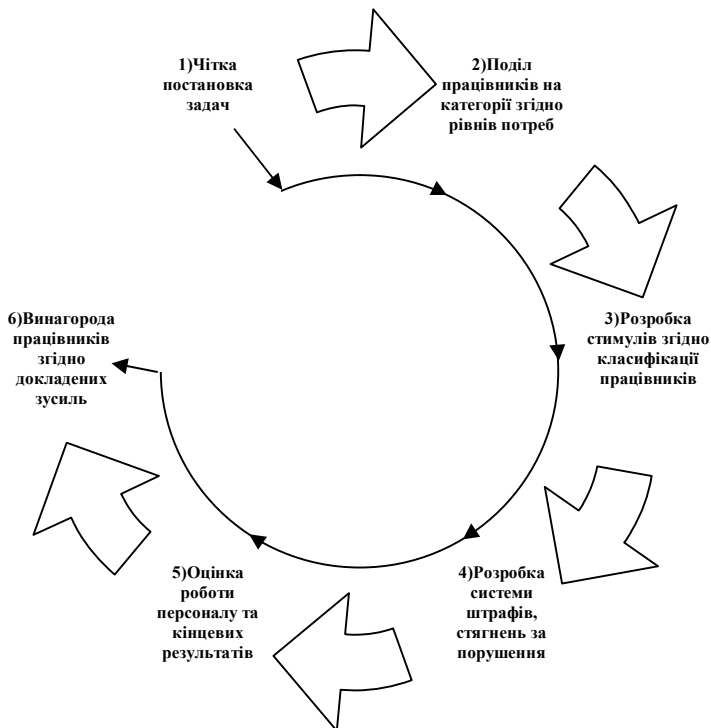 1)Чітка
постановка
задач
2)Поділ
працівників на
категорії згідно
рівнів потреб
3)Розробка
стимулів згідно
класифікації
працівників
4)Розробка
системи
штрафів,
стягнень за
порушення
5)Оцінка
роботи
персоналу та
кінцевих
результатів
6)Винагорода
працівників
згідно
докладених
зусиль